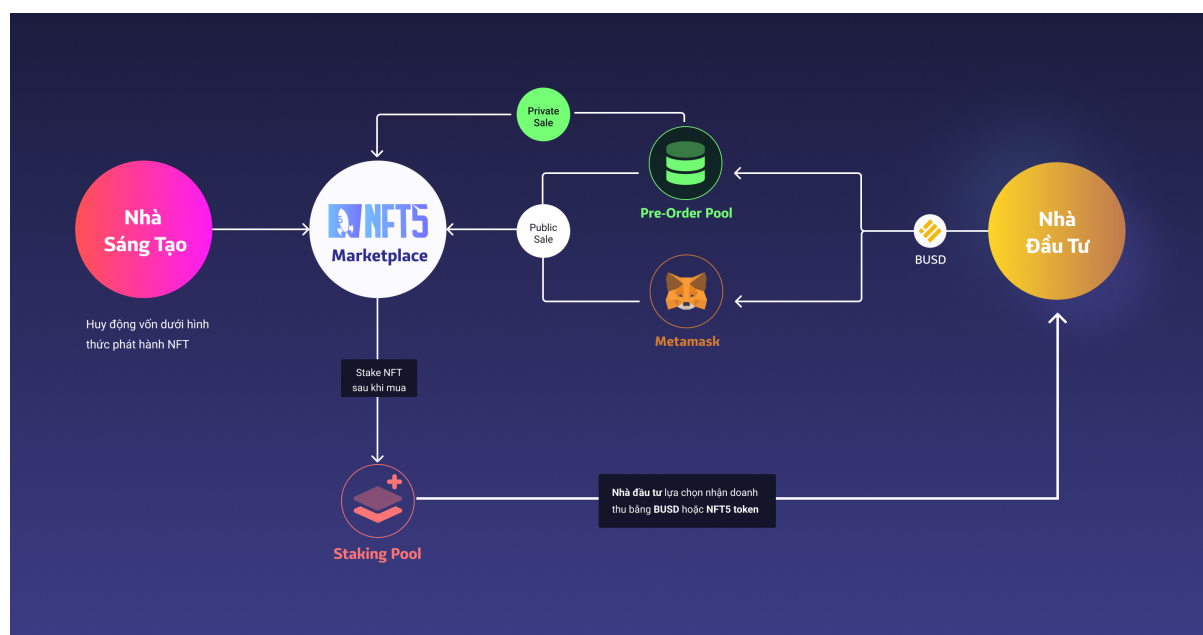 Private
Sale
Nhà
Sáng Tạo
NFT5
Marketplace
Public
Sale
Pre-Order Pool
BUSD
Nhà
Đầu Tư
Huy động vốn dưới hình
thức phát hành NFT
Metamask
Stake NFT
sau khi mua
Staking Pool
Nhà đầu tư lựa chọn nhận doanh
thu bằng BUSD hoặc NFT5 token